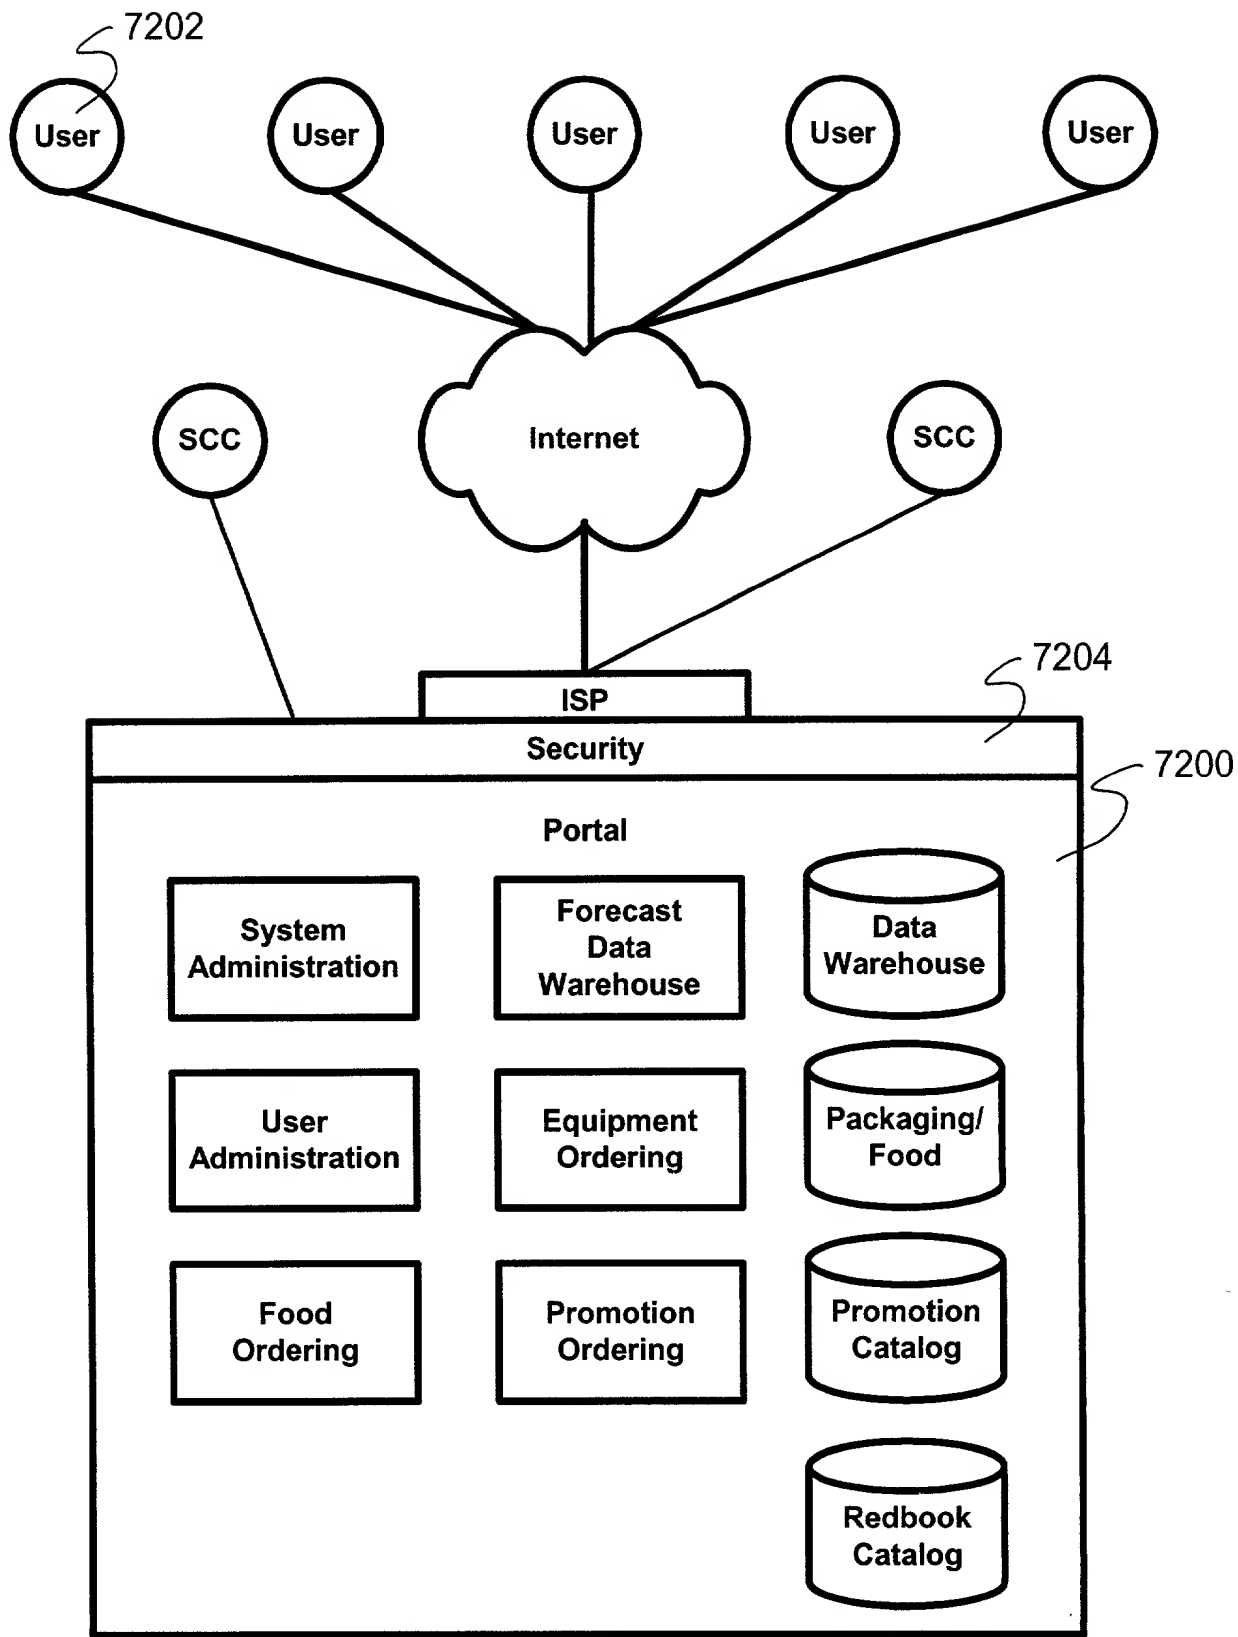 7202
User
User
User
User
User
SCC
Internet
SCC
7204
ISP
Security
7200
Portal
System
Administration
Forecast
Data
Warehouse
Data
Warehouse
User
Administration
Equipment
Ordering
Packaging/
Food
Food
Ordering
Promotion
Ordering
Promotion
Catalog
Redbook
Catalog